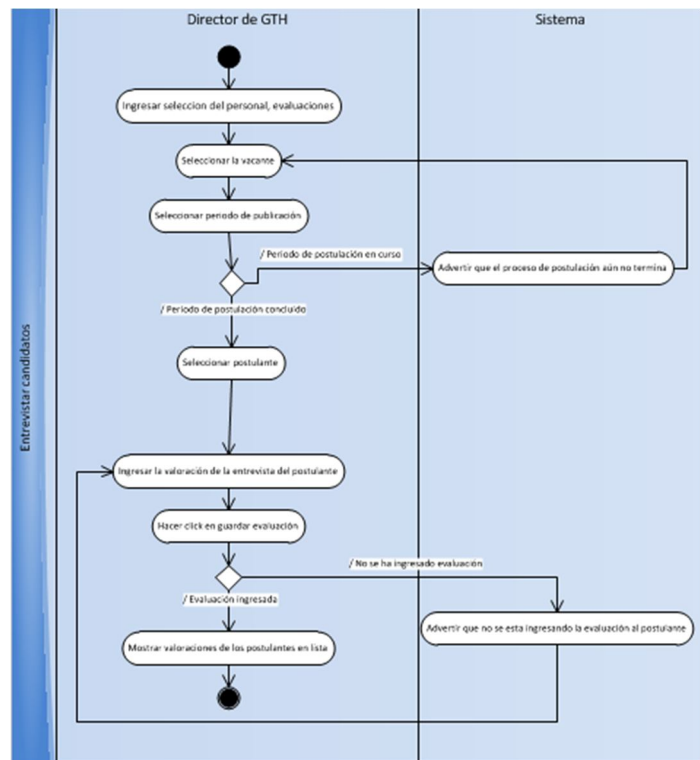 Director de GTH
Sistema
Entrevistar candidatos
Ingresar seleccion del personal, evaluaciones
Seleccionar la vacante
Seleccionar periodo de publicación
/ Periodo de postulación en curso
Advertir que el proceso de postulación aún no termina
/ Periodo de postulación concluido
Seleccionar postulante
Ingresar la valoración de la entrevista del postulante
Hacer click en guardar evaluación
/ No se ha ingresado evaluación
/ Evaluación ingresada
Advertir que no se esta ingresando la evaluación al postulante
Mostrar valoraciones de los postulantes en lista